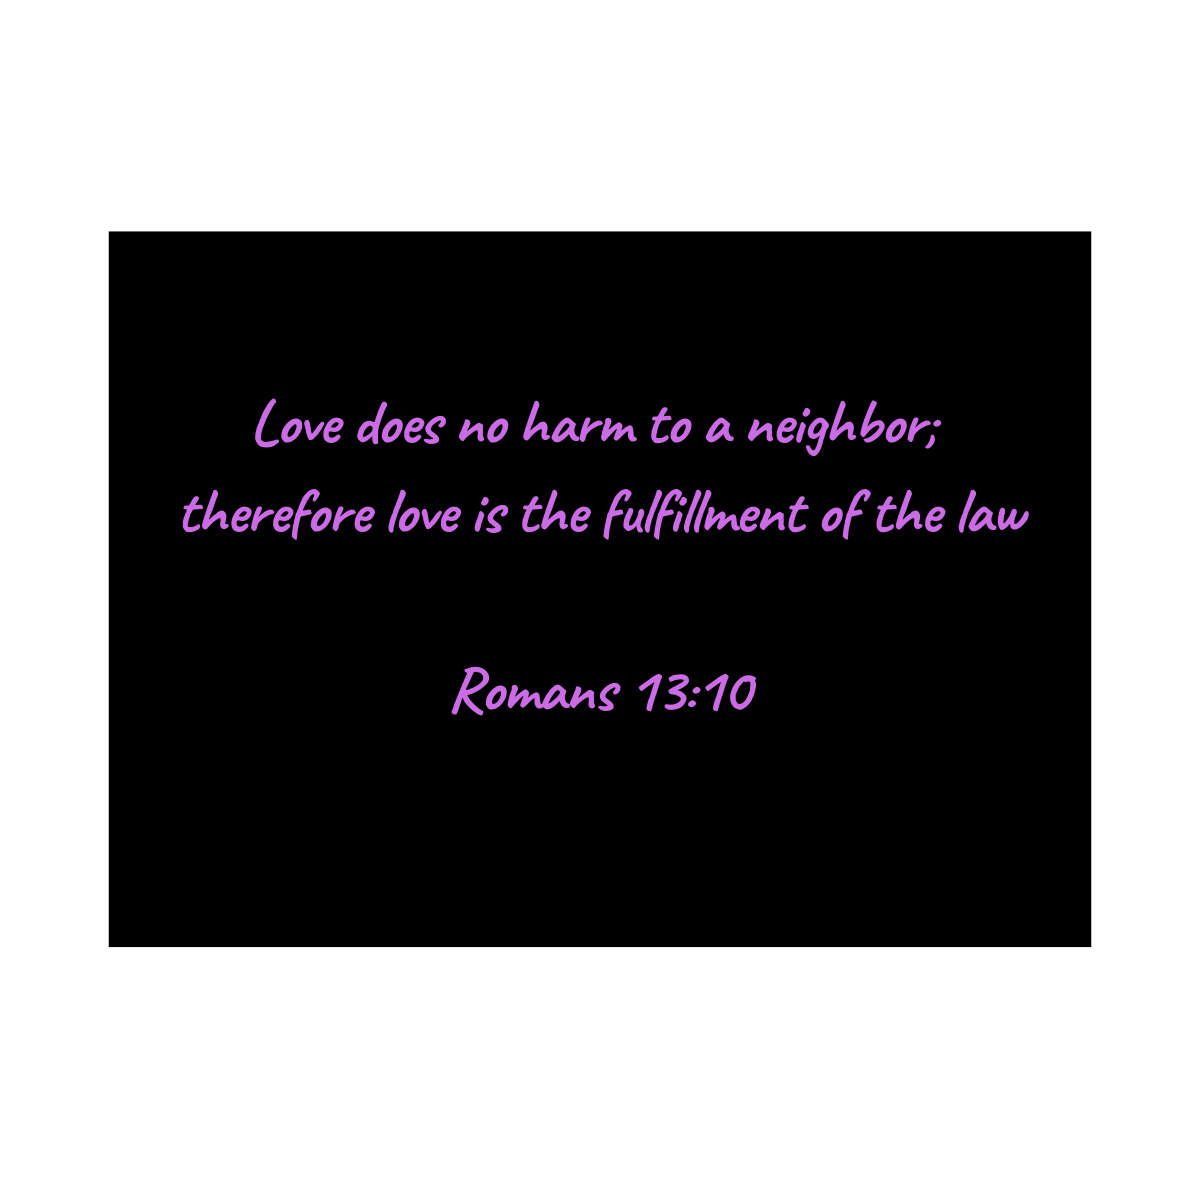 Love does no harm to a neighbor;
therefore love is the fulfillment of the law
Romans 13:10